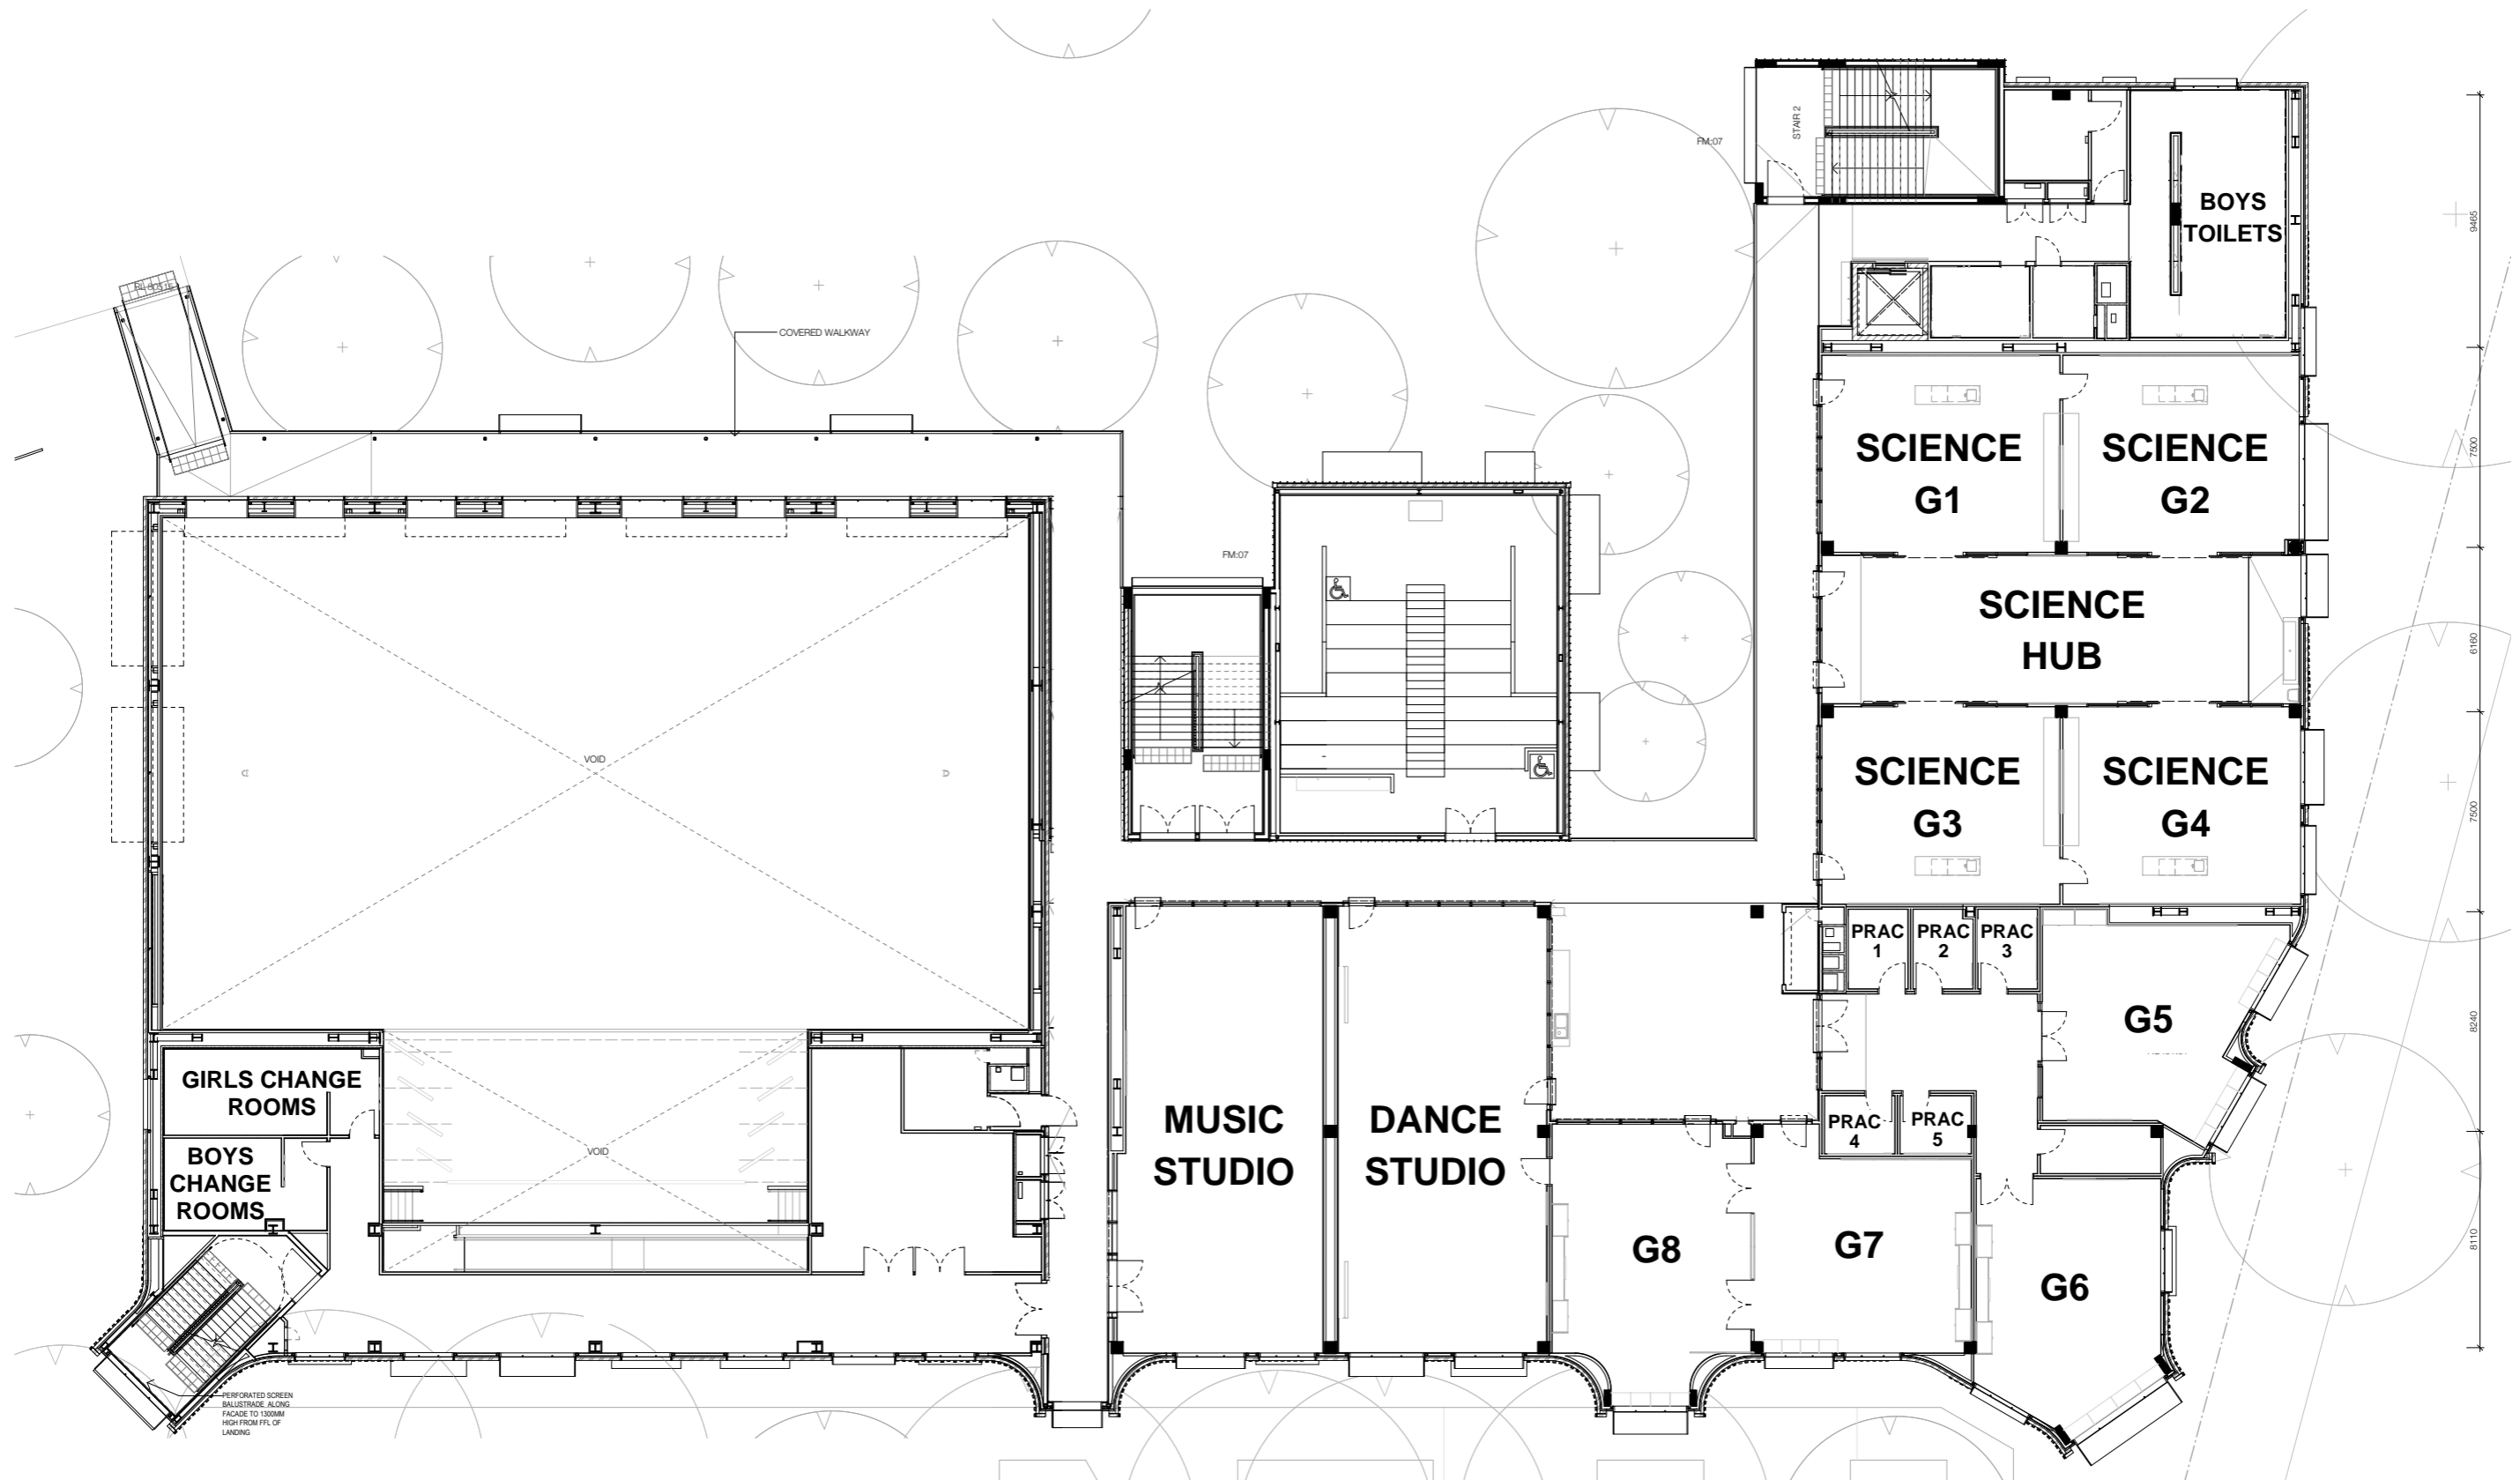 STAIR 2
FM:07
BOYS
TOILETS
9465
COVERED WALKWAY
SCIENCE
G1
SCIENCE
G2
7500
FM:07
SCIENCE
HUB
6160
VOID
SCIENCE
G3
SCIENCE
G4
7500
PRAC
1
PRAC
2
PRAC
3
G5
8240
GIRLS CHANGE
ROOMS
BOYS
CHANGE
ROOMS
VOID
MUSIC
STUDIO
DANCE
STUDIO
PRAC
4
PRAC
5
G8
G7
G6
8110
PERFORATED SCREEN
BALUSTRADE ALONG
FACADE TO 1300MM
HIGH FROM FFL OF
LANDING